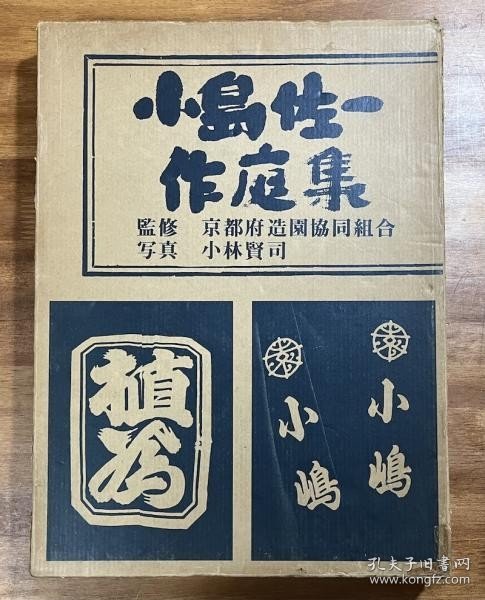 小島佐一
作庭集
監修 京都府造園協同組合
写真 小林賢司
植為
小嶋
小嶋
孔夫子旧书网
www.kongfz.com